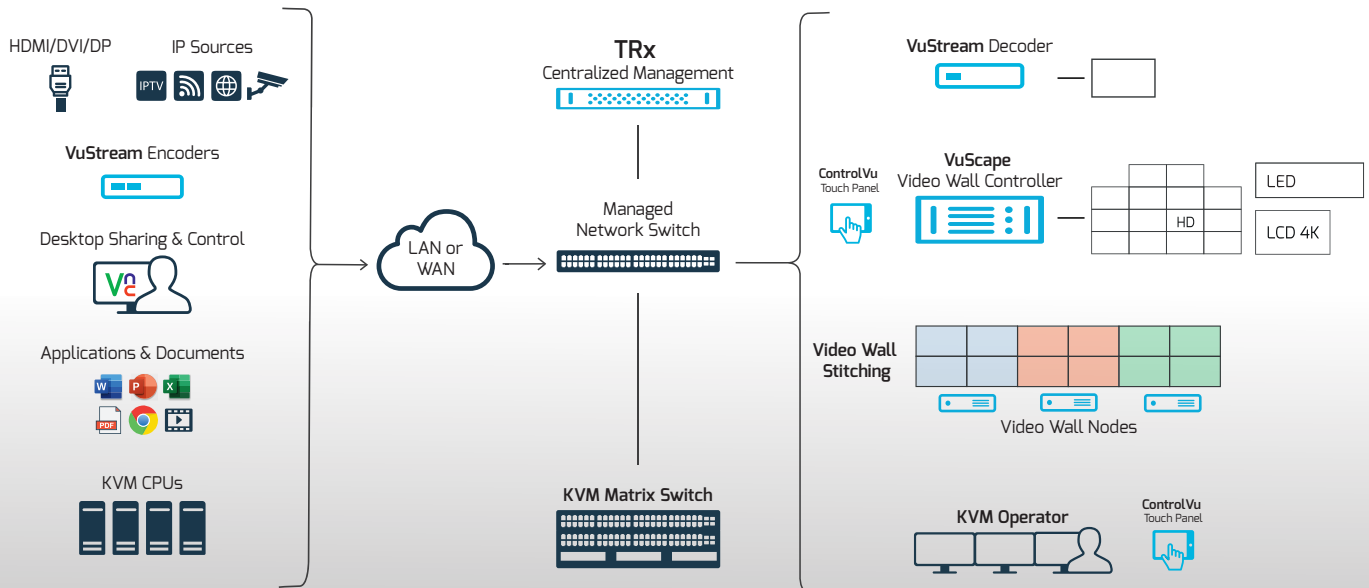 HDMI/DVI/DP
IP Sources
IPTV
VuStream Encoders
Desktop Sharing & Control
Vnc
Applications & Documents
W
P
X
PDF
KVM CPUs
LAN or
WAN
TRx
Centralized Management
Managed
Network Switch
KVM Matrix Switch
VuStream Decoder
ControlVu
Touch Panel
VuScape
Video Wall Controller
HD
LED
LCD 4K
Video Wall
Stitching
Video Wall Nodes
KVM Operator
ControlVu
Touch Panel